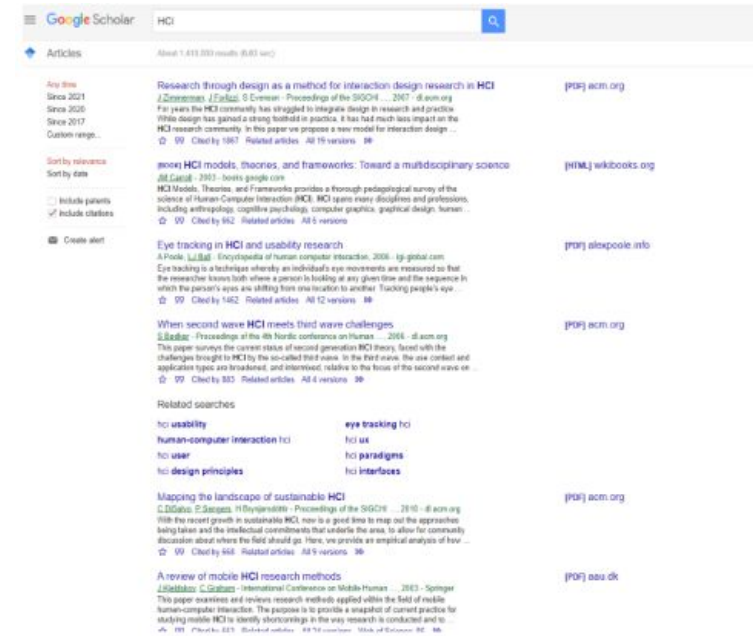 Google Scholar
HCI
Articles
About 1,410,000 results (0.03 sec)
Any time
Since 2021
Since 2020
Since 2017
Custom range...
Sort by relevance
Sort by date
include patents
include citations
Create alert
Research through design as a method for interaction design research in HCI
[PDF] acm.org
J Zimmerman, J Forlizzi, S Evenson - Proceedings of the SIGCHI ..., 2007 - dl.acm.org
For years the HCI community has struggled to integrate design in research and practice.
While design has gained a strong foothold in practice, it has had much less impact on the
HCI research community. In this paper we propose a new model for interaction design ...
Cited by 1867 Related articles All 19 versions
[BOOK] HCI models, theories, and frameworks: Toward a multidisciplinary science
[HTML] wikibooks.org
JM Carroll - 2003 - books.google.com
HCI Models, Theories, and Frameworks provides a thorough pedagological survey of the
science of Human-Computer Interaction (HCI). HCI spans many disciplines and professions,
including anthropology, cognitive psychology, computer graphics, graphical design, human ...
Cited by 662 Related articles All 6 versions
Eye tracking in HCI and usability research
[PDF] alexpoole.info
A Poole, LJ Ball - Encyclopedia of human computer interaction, 2006 - igi-global.com
Eye tracking is a technique whereby an individual's eye movements are measured so that
the researcher knows both where a person is looking at any given time and the sequence in
which the person's eyes are shifting from one location to another. Tracking people's eye ...
Cited by 1462 Related articles All 12 versions
When second wave HCI meets third wave challenges
[PDF] acm.org
S Bødker - Proceedings of the 4th Nordic conference on Human ..., 2006 - dl.acm.org
This paper surveys the current status of second generation HCI theory, faced with the
challenges brought to HCI by the so-called third wave. In the third wave, the use context and
application types are broadened, and intermixed, relative to the focus of the second wave on ...
Cited by 883 Related articles All 4 versions
Related searches
hci usability
eye tracking hci
human-computer interaction hci
hci ux
hci user
hci paradigms
hci design principles
hci interfaces
Mapping the landscape of sustainable HCI
[PDF] acm.org
C DiSalvo, P Sengers, H Brynjarsdóttir - Proceedings of the SIGCHI ..., 2010 - dl.acm.org
With the recent growth in sustainable HCI, now is a good time to map out the approaches
being taken and the intellectual commitments that underlie the area, to allow for community
discussion about where the field should go. Here, we provide an empirical analysis of how ...
Cited by 668 Related articles All 9 versions
A review of mobile HCI research methods
[PDF] aau.dk
J Kjeldskov, C Graham - International Conference on Mobile Human ..., 2003 - Springer
This paper examines and reviews research methods applied within the field of mobile
human-computer interaction. The purpose is to provide a snapshot of current practice for
studying mobile HCI to identify shortcomings in the way research is conducted and to ...
Related articles All 24 versions Web of Science